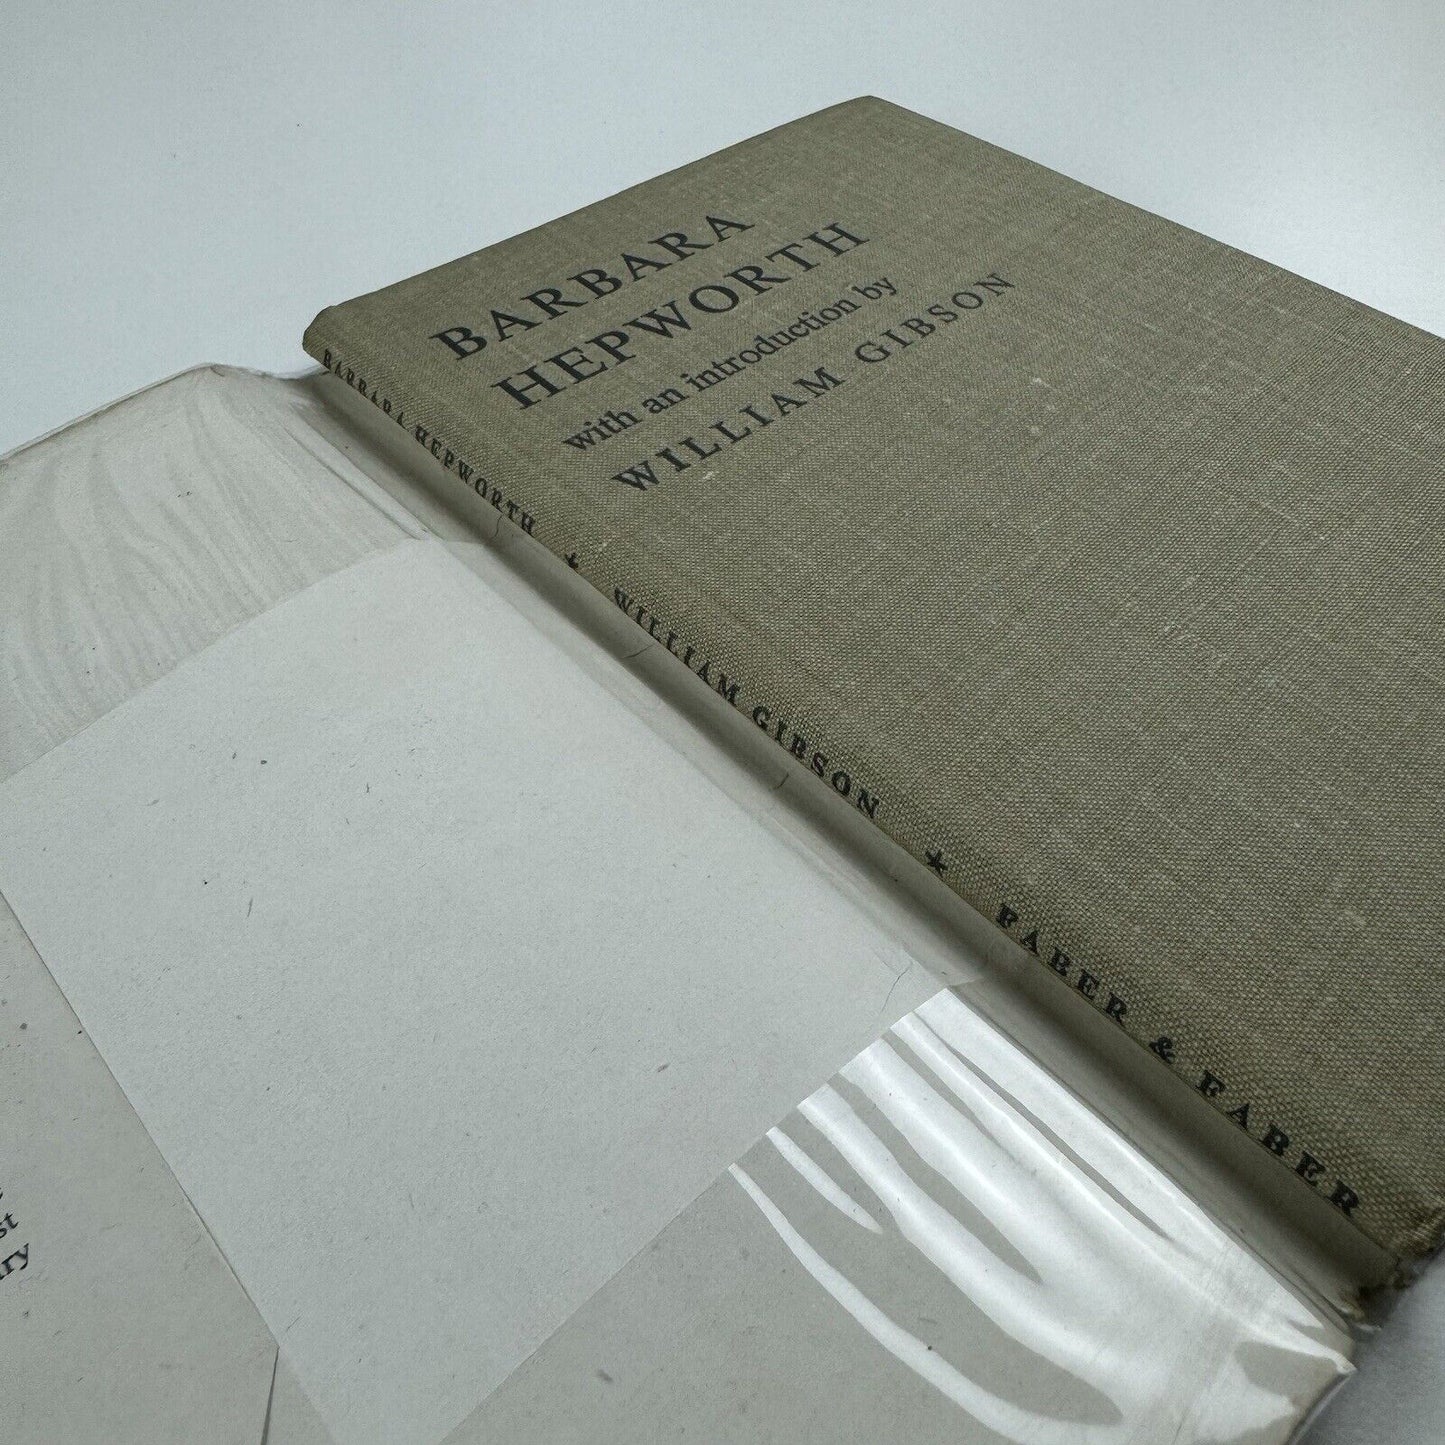 BARBARA
HEPWORTH
with an introduction by
WILLIAM GIBSON
BARBARA HEPWORTH * WILLIAM GIBSON * FABER & FABER